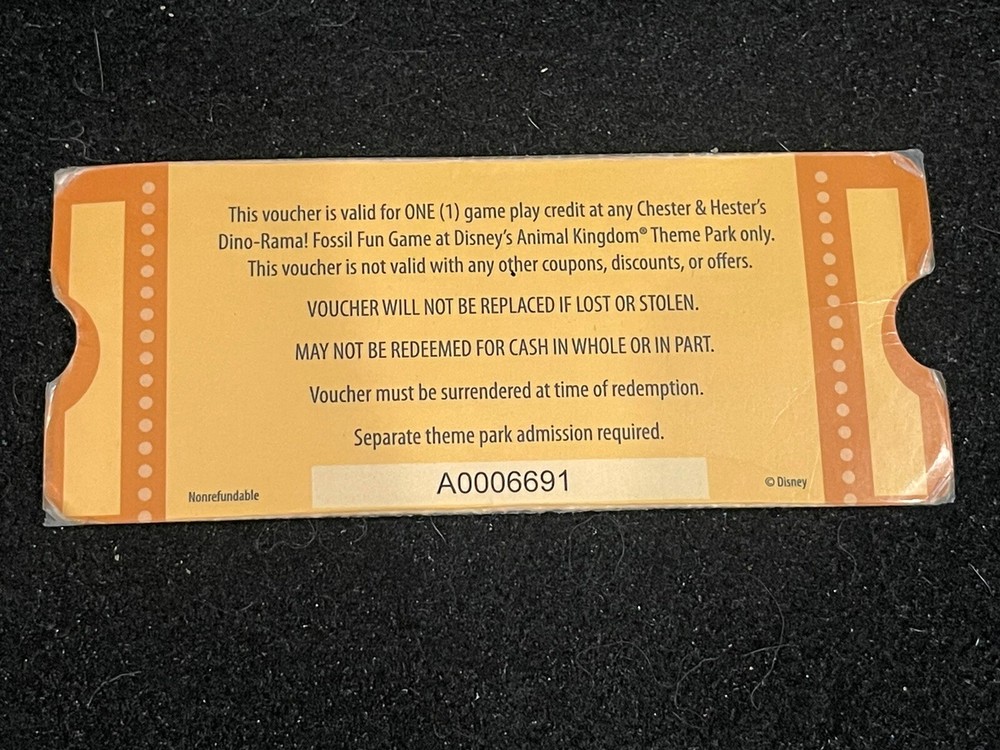 This voucher is valid for ONE (1) game play credit at any Chester & Hester's
Dino-Rama! Fossil Fun Game at Disney's Animal Kingdom® Theme Park only.
This voucher is not valid with any other coupons, discounts, or offers.
VOUCHER WILL NOT BE REPLACED IF LOST OR STOLEN.
MAY NOT BE REDEEMED FOR CASH IN WHOLE OR IN PART.
Voucher must be surrendered at time of redemption.
Separate theme park admission required.
Nonrefundable
A0006691
© Disney